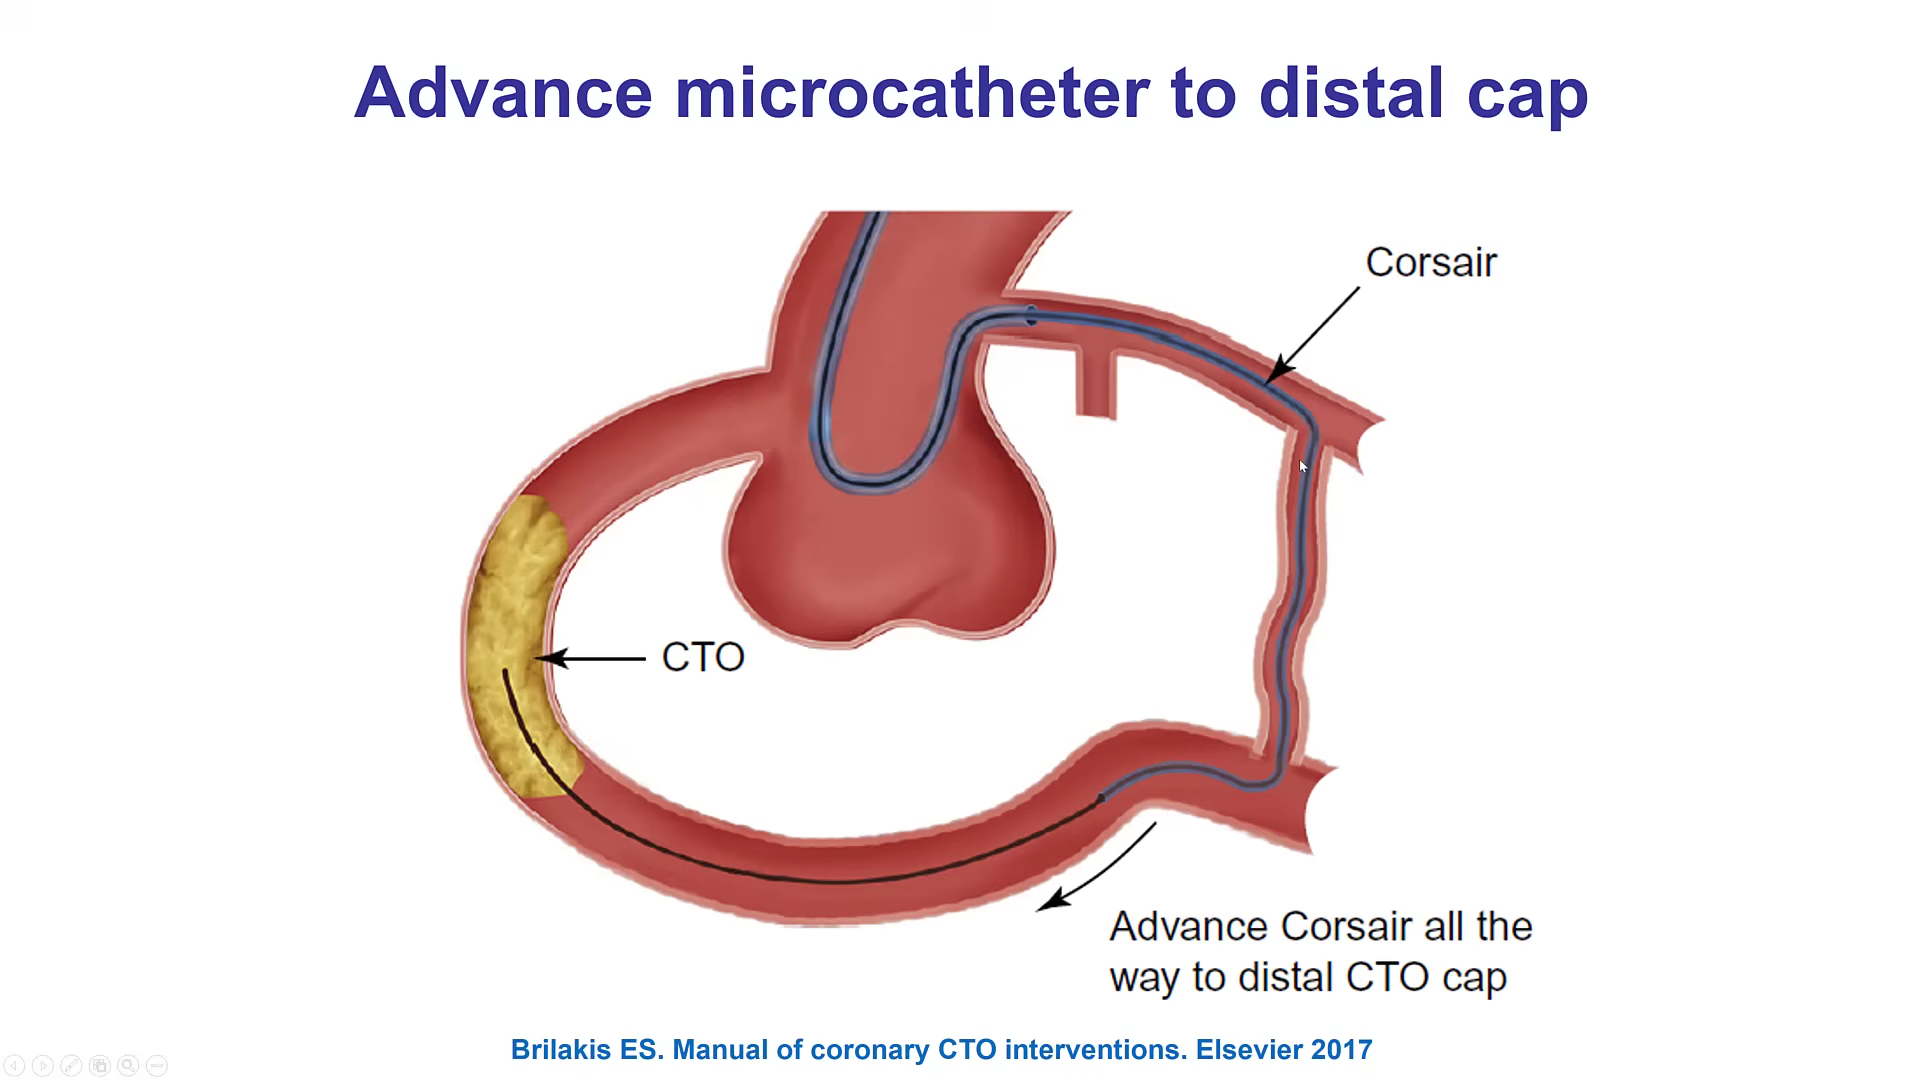 Advance microcatheter to distal cap
Corsair
CTO
Advance Corsair all the
way to distal CTO cap
Brilakis ES. Manual of coronary CTO interventions. Elsevier 2017